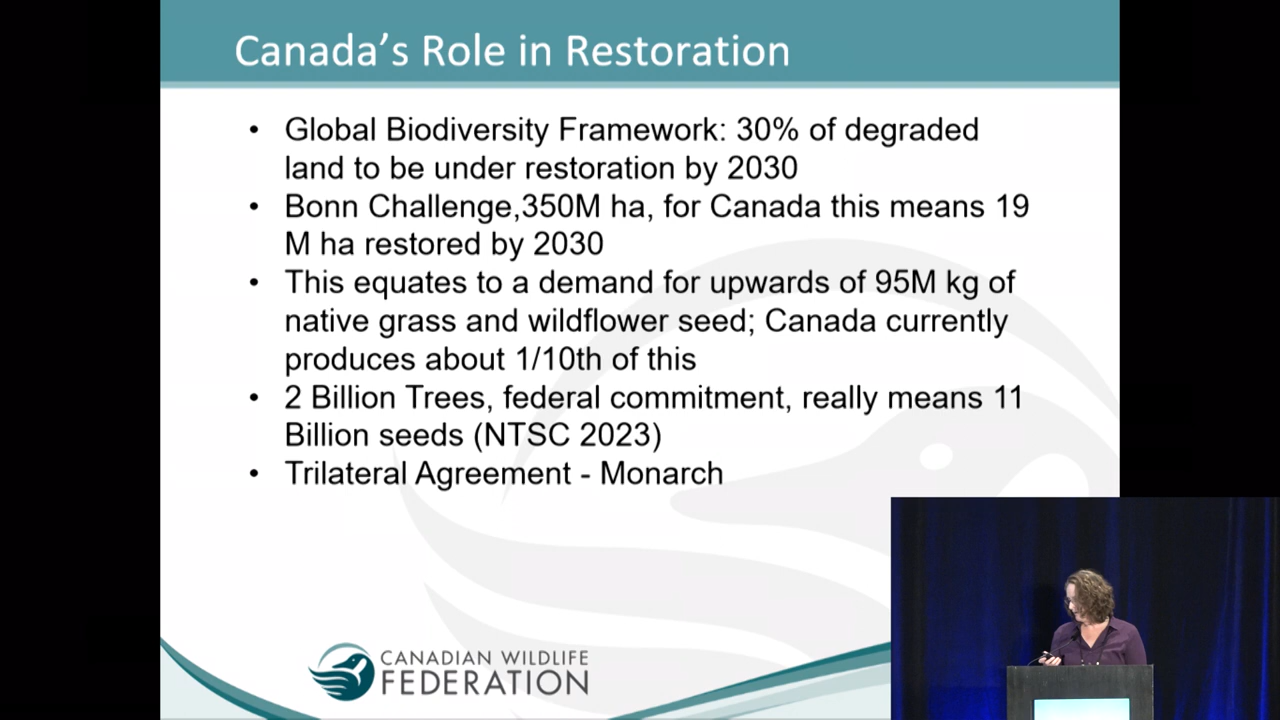 Canada's Role in Restoration
• Global Biodiversity Framework: 30% of degraded
land to be under restoration by 2030
• Bonn Challenge,350M ha, for Canada this means 19
M ha restored by 2030
• This equates to a demand for upwards of 95M kg of
native grass and wildflower seed; Canada currently
produces about 1/10th of this
• 2 Billion Trees, federal commitment, really means 11
Billion seeds (NTSC 2023)
• Trilateral Agreement - Monarch
CANADIAN WILDLIFE
FEDERATION